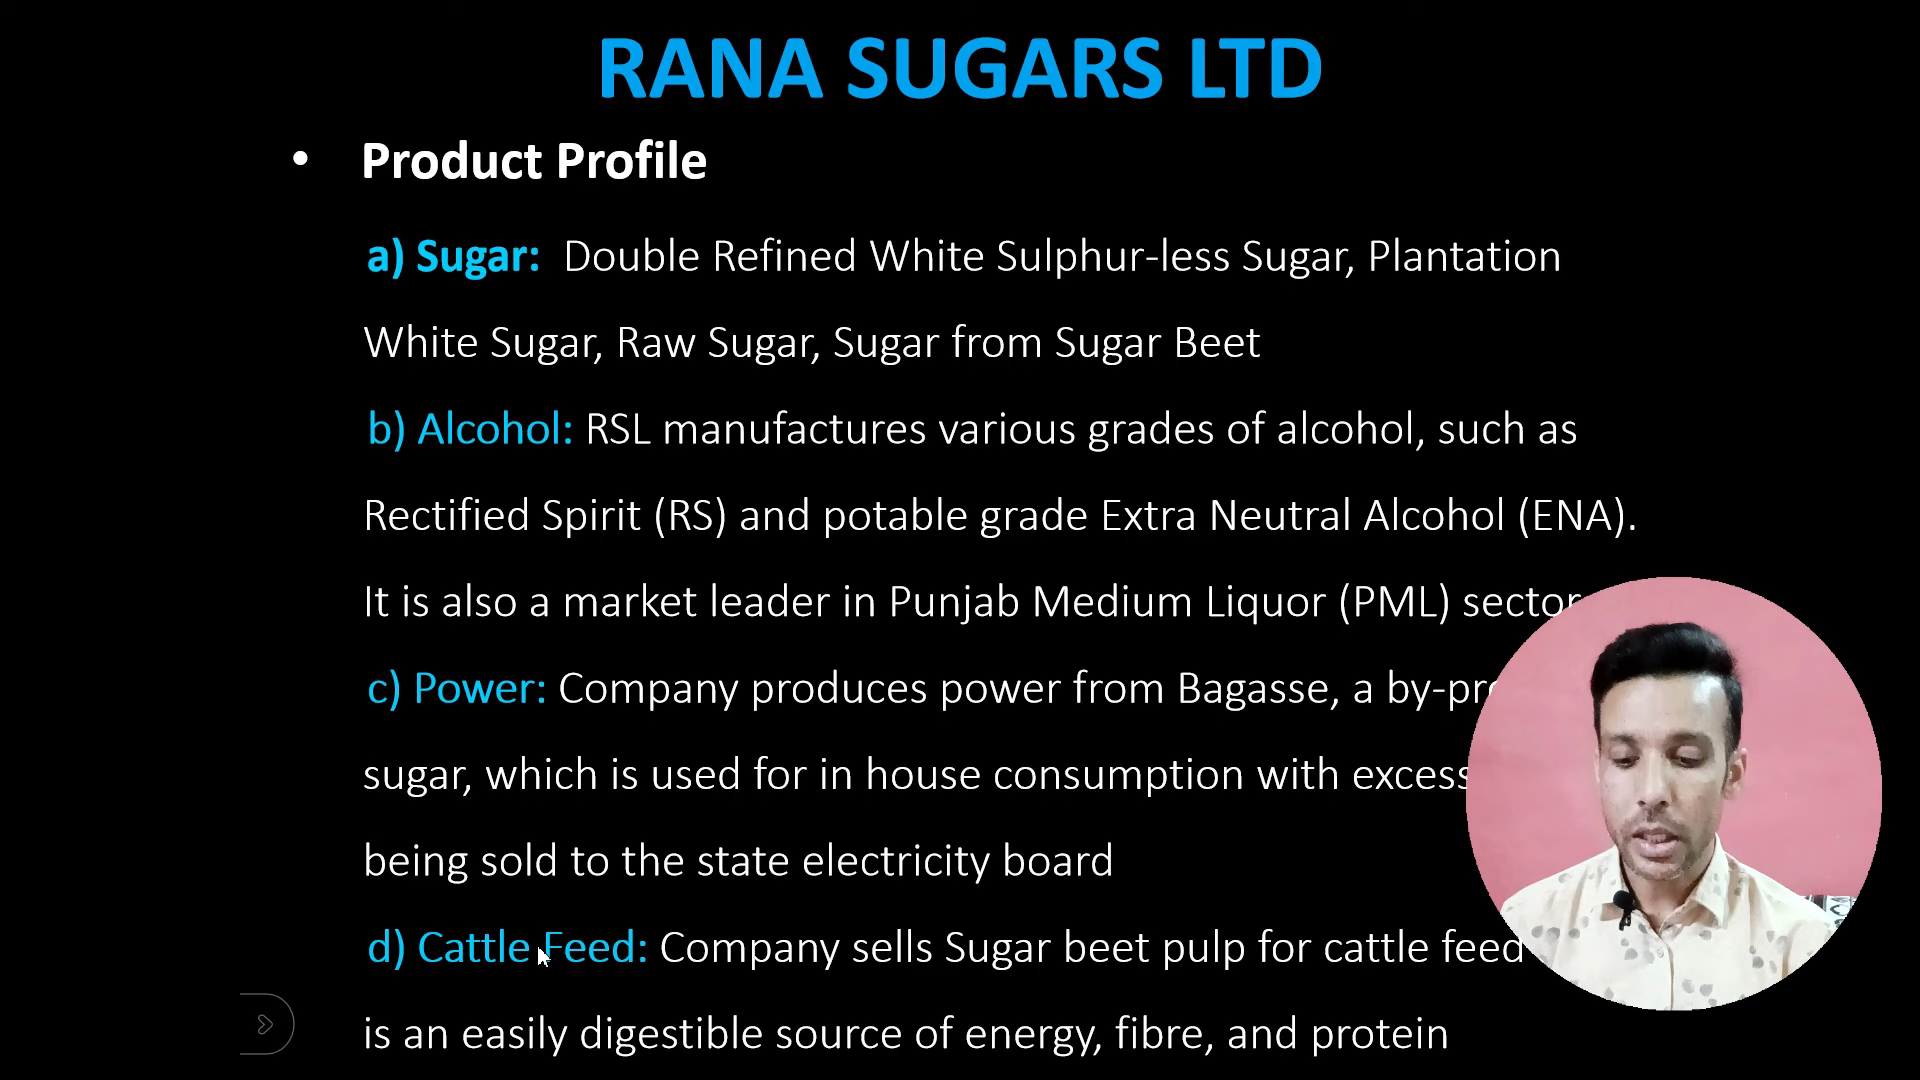 RANA SUGARS LTD
• Product Profile
a) Sugar: Double Refined White Sulphur-less Sugar, Plantation
White Sugar, Raw Sugar, Sugar from Sugar Beet
b) Alcohol: RSL manufactures various grades of alcohol, such as
Rectified Spirit (RS) and potable grade Extra Neutral Alcohol (ENA).
It is also a market leader in Punjab Medium Liquor (PML) sector
c) Power: Company produces power from Bagasse, a
sugar, which is used for in house consumption with excess
being sold to the state electricity board
d) Cattle Feed: Company sells Sugar beet pulp for cattle feed
is an easily digestible source of energy, fibre, and protein